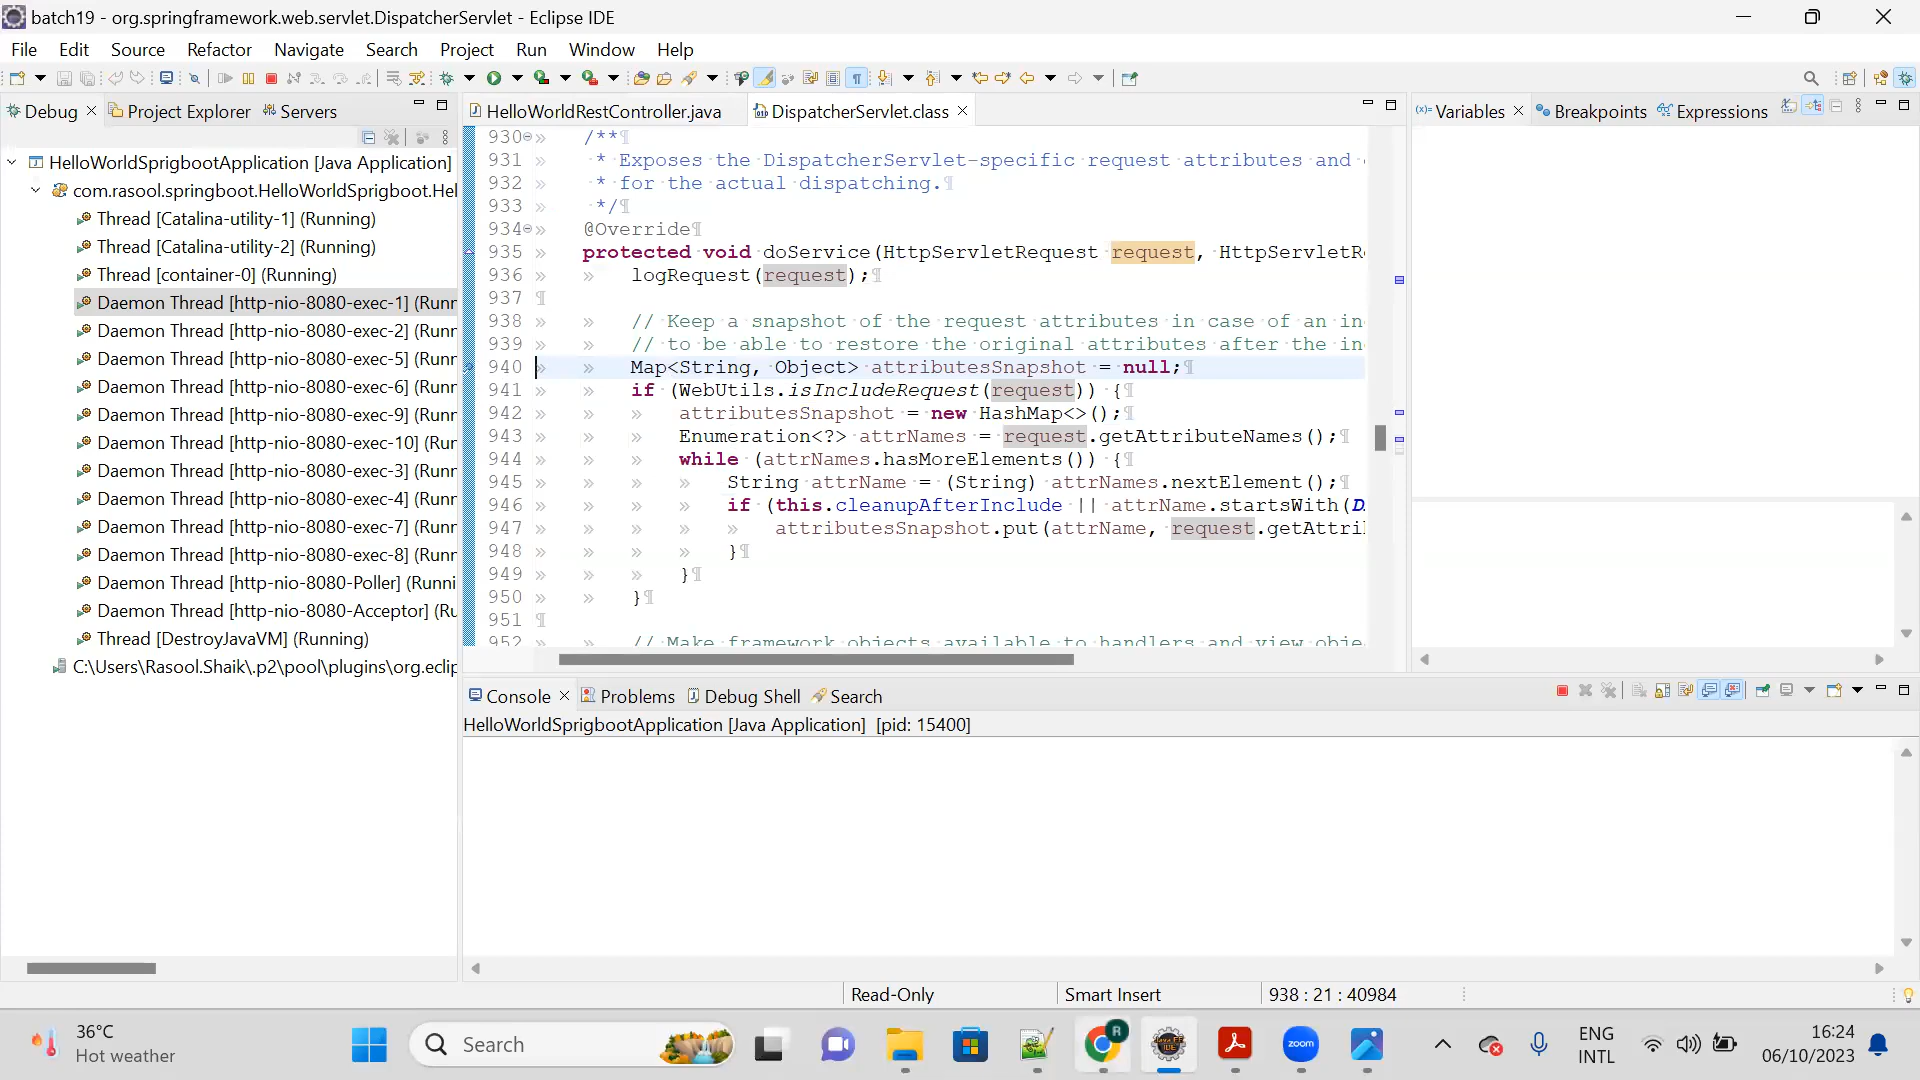 batch19 - org.springframework.web.servlet.DispatcherServlet - Eclipse IDE
File Edit Source Refactor Navigate Search Project Run Window Help
Debug Project Explorer Servers
HelloWorldSprigbootApplication [Java Application]
com.rasool.springboot.HelloWorldSprigboot.Hel
Thread [Catalina-utility-1] (Running)
Thread [Catalina-utility-2] (Running)
Thread [container-0] (Running)
Daemon Thread [http-nio-8080-exec-1] (Runn
Daemon Thread [http-nio-8080-exec-2] (Runn
Daemon Thread [http-nio-8080-exec-5] (Runn
Daemon Thread [http-nio-8080-exec-6] (Runn
Daemon Thread [http-nio-8080-exec-9] (Runn
Daemon Thread [http-nio-8080-exec-10] (Run
Daemon Thread [http-nio-8080-exec-3] (Runn
Daemon Thread [http-nio-8080-exec-4] (Runn
Daemon Thread [http-nio-8080-exec-7] (Runn
Daemon Thread [http-nio-8080-exec-8] (Runn
Daemon Thread [http-nio-8080-Poller] (Runni
Daemon Thread [http-nio-8080-Acceptor] (Ru
Thread [DestroyJavaVM] (Running)
C:\Users\Rasool.Shaik\.p2\pool\plugins\org.eclip
HelloWorldRestController.java DispatcherServlet.class
930 /**
931 * Exposes the DispatcherServlet-specific request attributes and
932 * for the actual dispatching.
933 */
934 @Override
935 protected void doService(HttpServletRequest request, HttpServletR
936 logRequest(request);
937
938 // Keep a snapshot of the request attributes in case of an in
939 // to be able to restore the original attributes after the in
940 Map<String, Object> attributesSnapshot = null;
941 if (WebUtils.isIncludeRequest(request)) {
942 attributesSnapshot = new HashMap<>();
943 Enumeration<?> attrNames = request.getAttributeNames();
944 while (attrNames.hasMoreElements()) {
945 String attrName = (String) attrNames.nextElement();
946 if (this.cleanupAfterInclude || attrName.startsWith(D
947 attributesSnapshot.put(attrName, request.getAttri
948 }
949 }
950 }
951
952 // Make framework objects available to handlers and view obje
Variables Breakpoints Expressions
Console Problems Debug Shell Search
HelloWorldSprigbootApplication [Java Application] [pid: 15400]
Read-Only Smart Insert 938 : 21 : 40984
36°C
Hot weather
Search
R
zoom
ENG
INTL
16:24
06/10/2023